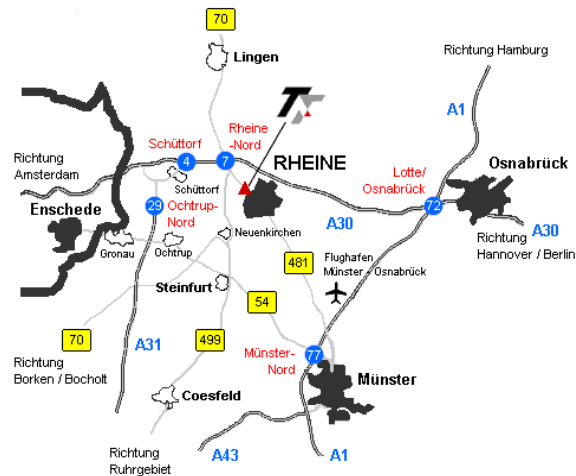 70
Lingen
Richtung Hamburg
A1
Schüttorf
Rheine
-Nord
4
7
RHEINE
Richtung
Amsterdam
Schüttorf
Lotte/
Osnabrück
Osnabrück
Enschede
29
Ochtrup-
Nord
72
A30
A30
Gronau
Ochtrup
Neuenkirchen
Richtung
Hannover / Berlin
481
Flughafen
Münster - Osnabrück
Steinfurt
54
70
A31
499
Münster-
Nord
77
Richtung
Borken / Bocholt
Münster
Coesfeld
Richtung
Ruhrgebiet
A43
A1